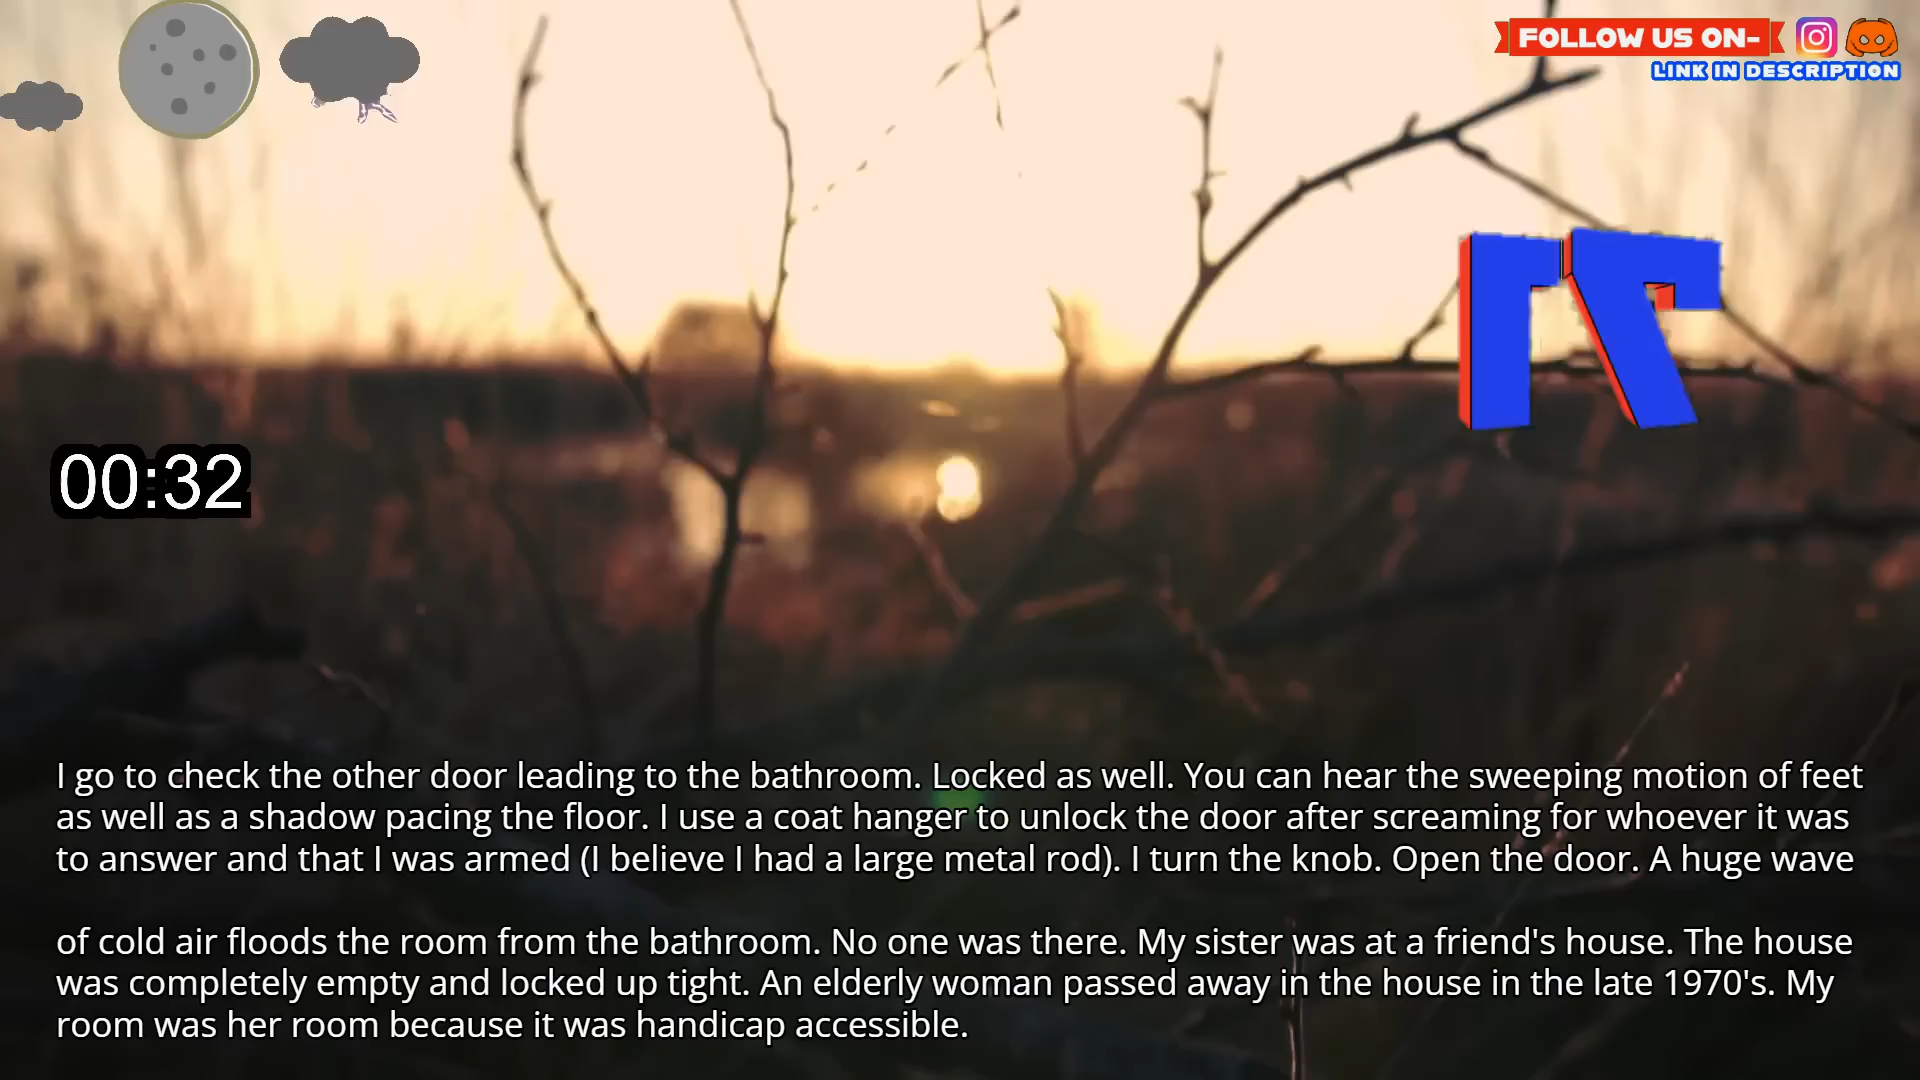 FOLLOW US ON-
LINK IN DESCRIPTION
00:32
I go to check the other door leading to the bathroom. Locked as well. You can hear the sweeping motion of feet
as well as a shadow pacing the floor. I use a coat hanger to unlock the door after screaming for whoever it was
to answer and that I was armed (I believe I had a large metal rod). I turn the knob. Open the door. A huge wave
of cold air floods the room from the bathroom. No one was there. My sister was at a friend's house. The house
was completely empty and locked up tight. An elderly woman passed away in the house in the late 1970's. My
room was her room because it was handicap accessible.